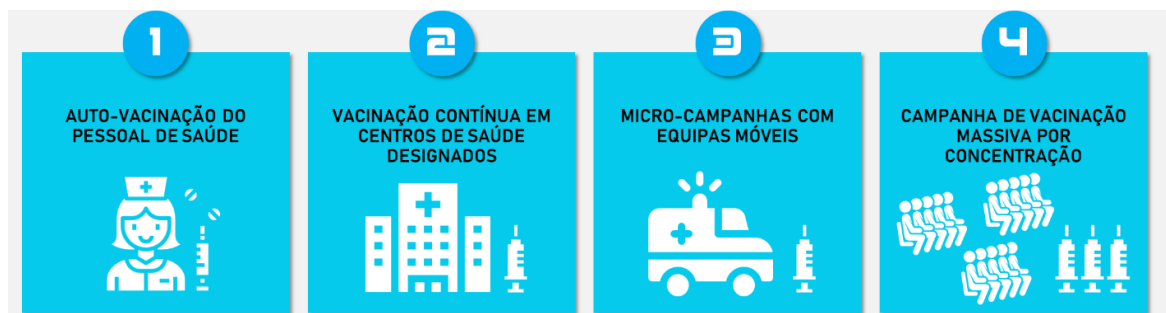 1
AUTO-VACINAÇÃO DO
PESSOAL DE SAÚDE
2
VACINAÇÃO CONTÍNUA EM
CENTROS DE SAÚDE
DESIGNADOS
3
MICRO-CAMPANHAS COM
EQUIPAS MÓVEIS
4
CAMPANHA DE VACINAÇÃO
MASSIVA POR
CONCENTRAÇÃO